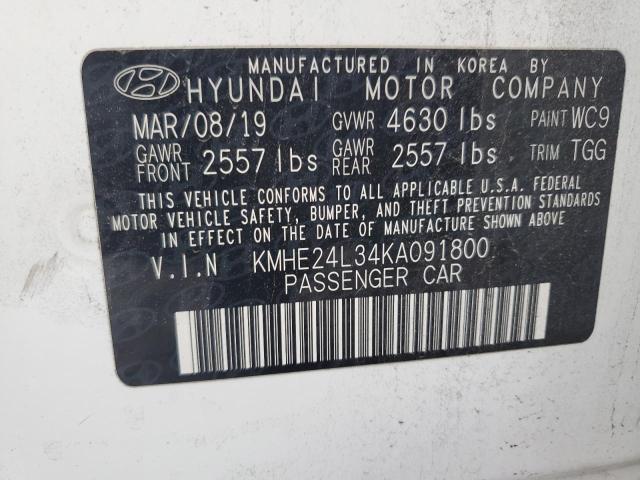 MANUFACTURED IN KOREA BY
HYUNDAI MOTOR COMPANY
MAR/08/19 GVWR 4630 lbs PAINT WC9
GAWR FRONT 2557 lbs GAWR REAR 2557 lbs TRIM TGG
THIS VEHICLE CONFORMS TO ALL APPLICABLE U.S.A. FEDERAL
MOTOR VEHICLE SAFETY, BUMPER, AND THEFT PREVENTION STANDARDS
IN EFFECT ON THE DATE OF MANUFACTURE SHOWN ABOVE
V.I.N KMHE24L34KA091800
PASSENGER CAR